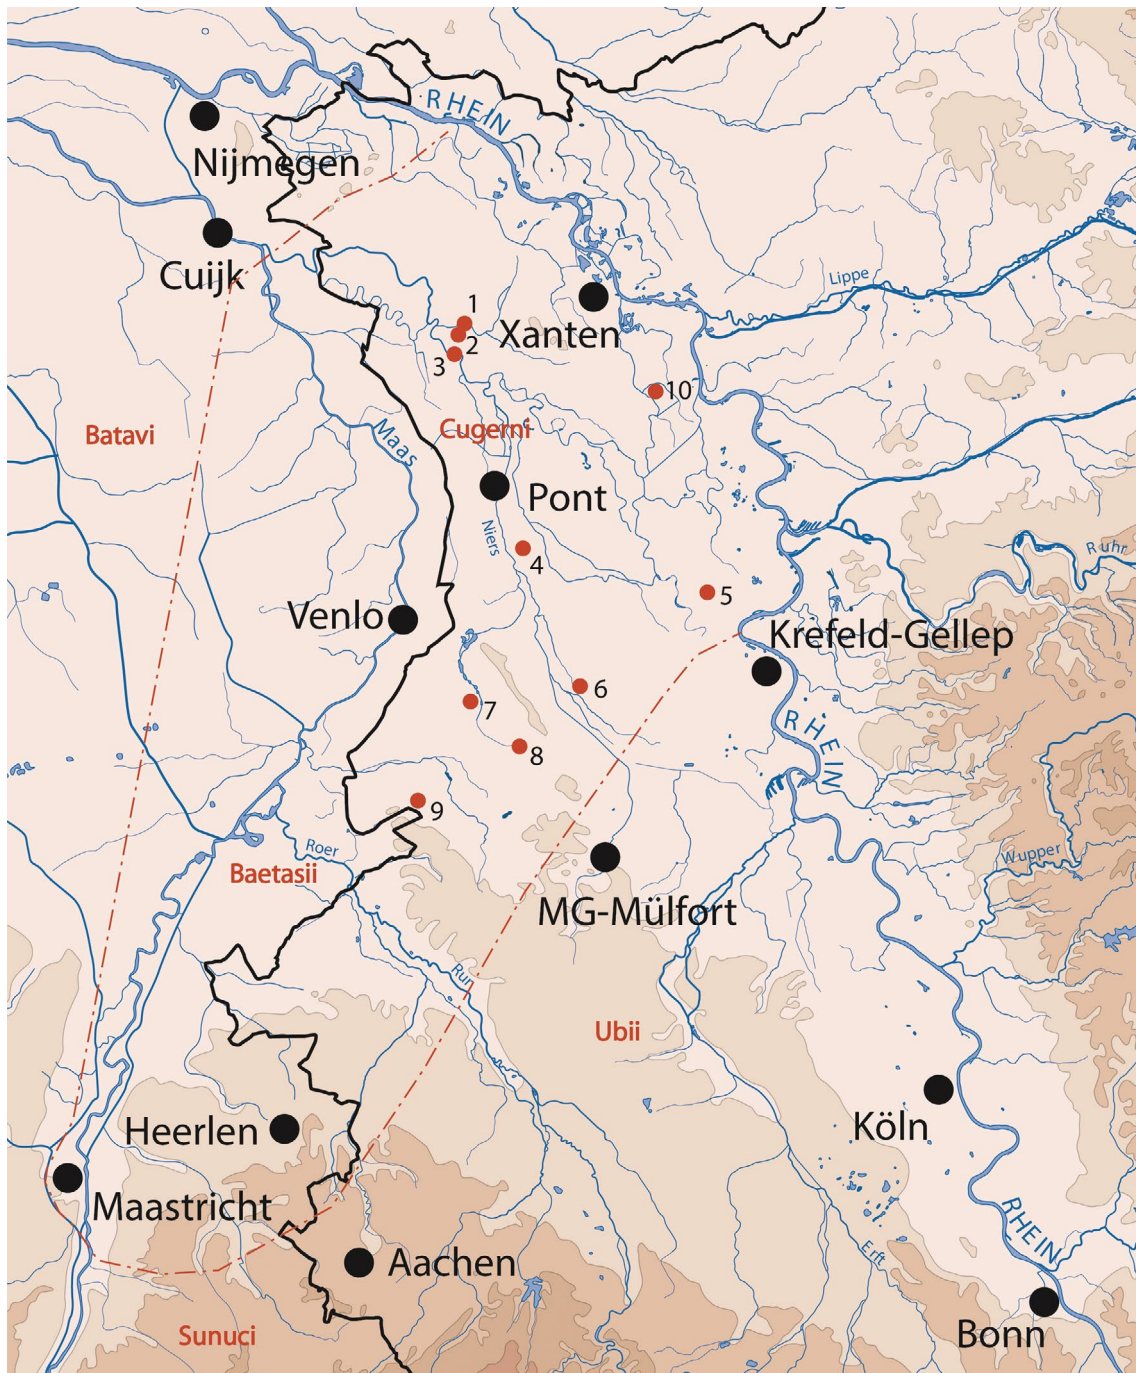 RHEIN
Nijmegen
Cuijk
Lippe
1
Xanten
2
3
10
Batavi
Cugerni
Maas
Pont
Niers
Ruhr
4
5
Venlo
Krefeld-Gellep
6
7
RHEIN
8
9
Roer
Wupper
Baetasii
MG-Mülfort
Rur
Ubii
Köln
Heerlen
Maastricht
RHEIN
Erft
Aachen
Sunuci
Bonn